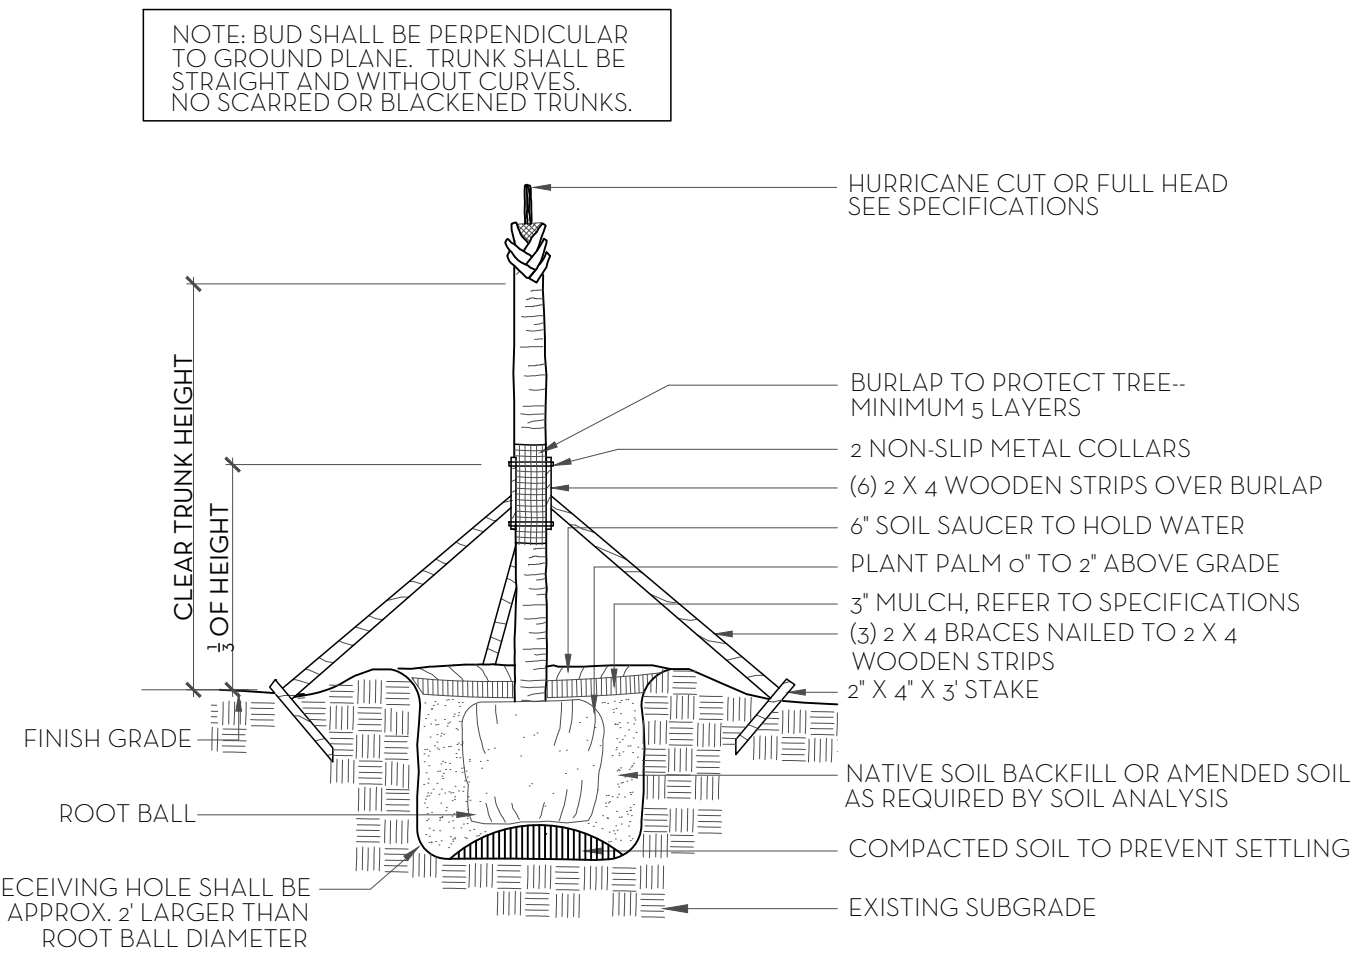 NOTE: BUD SHALL BE PERPENDICULAR
TO GROUND PLANE. TRUNK SHALL BE
STRAIGHT AND WITHOUT CURVES.
NO SCARRED OR BLACKENED TRUNKS.
HURRICANE CUT OR FULL HEAD
SEE SPECIFICATIONS
CLEAR TRUNK HEIGHT
1/3 OF HEIGHT
BURLAP TO PROTECT TREE--
MINIMUM 5 LAYERS
2 NON-SLIP METAL COLLARS
(6) 2 X 4 WOODEN STRIPS OVER BURLAP
6" SOIL SAUCER TO HOLD WATER
PLANT PALM 0" TO 2" ABOVE GRADE
3" MULCH, REFER TO SPECIFICATIONS
(3) 2 X 4 BRACES NAILED TO 2 X 4
WOODEN STRIPS
2" X 4" X 3' STAKE
FINISH GRADE
NATIVE SOIL BACKFILL OR AMENDED SOIL
AS REQUIRED BY SOIL ANALYSIS
ROOT BALL
COMPACTED SOIL TO PREVENT SETTLING
ECEIVING HOLE SHALL BE
APPROX. 2' LARGER THAN
ROOT BALL DIAMETER
EXISTING SUBGRADE